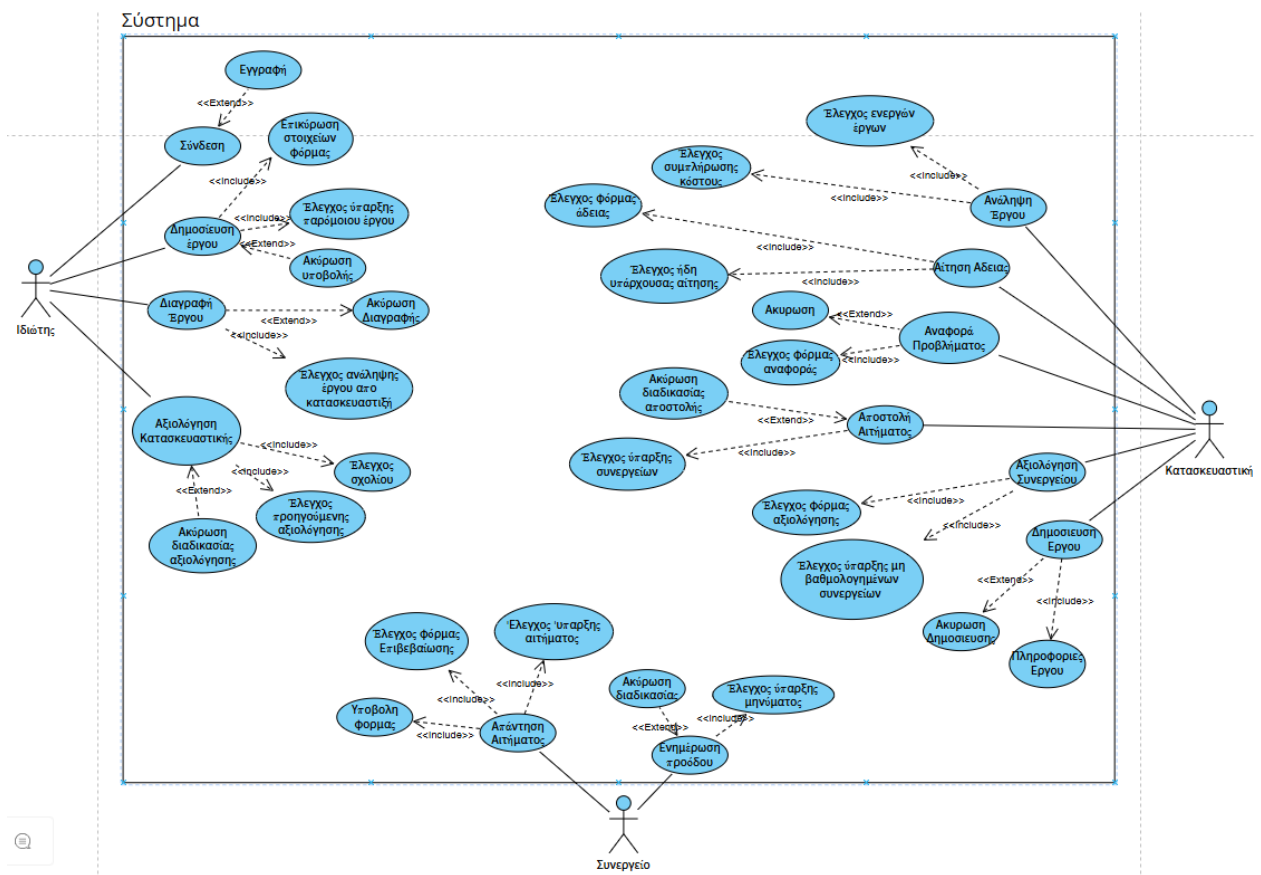 Σύστημα
Εγγραφή
<<Extend>>
Σύνδεση
Επικύρωση
στοιχείων
φόρμας
<<Include>>
Δημοσίευση
έργου
<<Include>>
Έλεγχος ύπαρξης
παρόμοιου έργου
<<Extend>>
Ακύρωση
υποβολής
Ιδιώτης
Διαγραφή
Έργου
<<Extend>>
Ακύρωση
Διαγραφής
<<Include>>
Έλεγχος ανάληψης
έργου απο
κατασκευαστιξή
Αξιολόγηση
Κατασκευαστικής
<<Include>>
Έλεγχος
σχολίου
<<Include>>
Έλεγχος
προηγούμενης
αξιολόγησης
<<Extend>>
Ακύρωση
διαδικασίας
αξιολόγησης
Έλεγχος ενεργών
έργων
<<Include>>
Έλεγχος
συμπλήρωσης
κόστους
<<Include>>
Ανάληψη
Έργου
Έλεγχος φόρμας
άδειας
<<Include>>
Αίτηση Αδειας
Έλεγχος ήδη
υπάρχουσας αίτησης
<<Include>>
Ακυρωση
<<Extend>>
Αναφορά
Προβλήματος
Έλεγχος φόρμας
αναφοράς
<<Include>>
Ακύρωση
διαδικασίας
αποστολής
<<Extend>>
Αποστολή
Αιτήματος
Έλεγχος ύπαρξης
συνεργείων
<<Include>>
Κατασκευαστική
Αξιολόγηση
Συνεργείου
<<Include>>
Έλεγχος φόρμας
αξιολόγησης
<<Include>>
Έλεγχος ύπαρξης μη
βαθμολογημένων
συνεργείων
Δημοσιευση
Εργου
<<Extend>>
Ακυρωση
Δημοσιευσης
<<Include>>
Πληροφοριες
Εργου
Έλεγχος φόρμας
Επιβεβαίωσης
<<Include>>
'Ελεγχος 'υπαρξης
αιτήματος
<<Include>>
Υποβολη
φορμας
<<Include>>
Απάντηση
Αιτήματος
Ακύρωση
διαδικασίας
<<Extend>>
Έλεγχος ύπαρξης
μηνύματος
<<Include>>
Ενημέρωση
προόδου
Συνεργείο